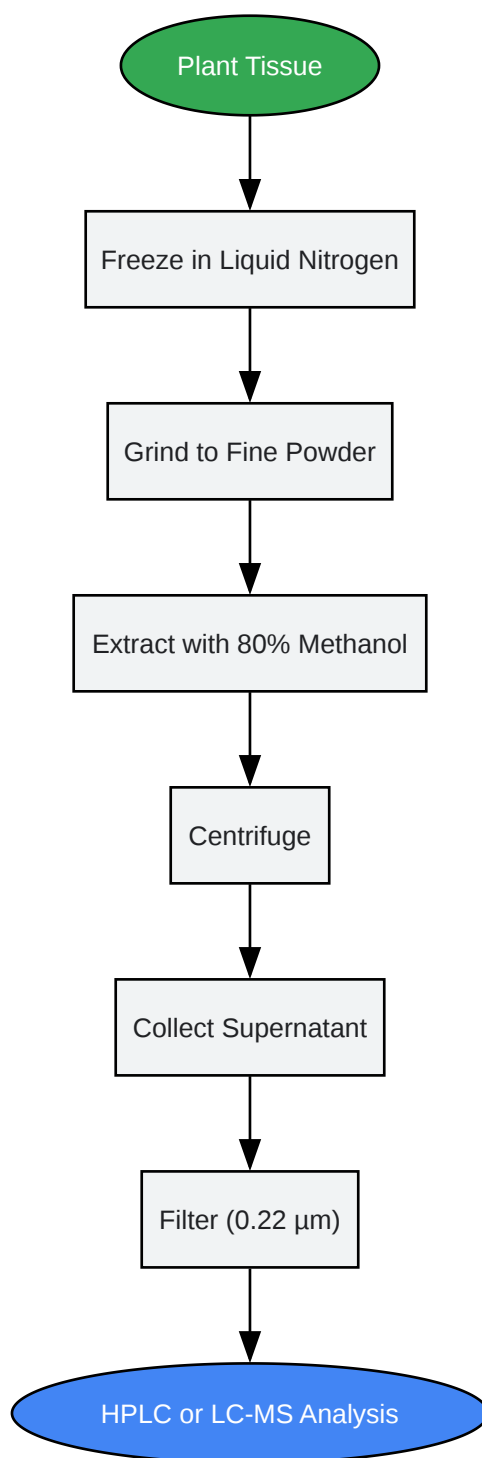 Plant Tissue
Freeze in Liquid Nitrogen
Grind to Fine Powder
Extract with 80% Methanol
Centrifuge
Collect Supernatant
Filter (0.22 µm)
HPLC or LC-MS Analysis